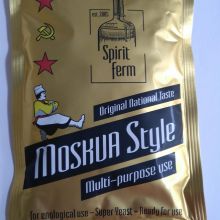 est. 2005
Spirit
ferm
Original National Taste
MOSKVA Style
Multi-purpose use
for enological use – Super Yeast – Ready for use